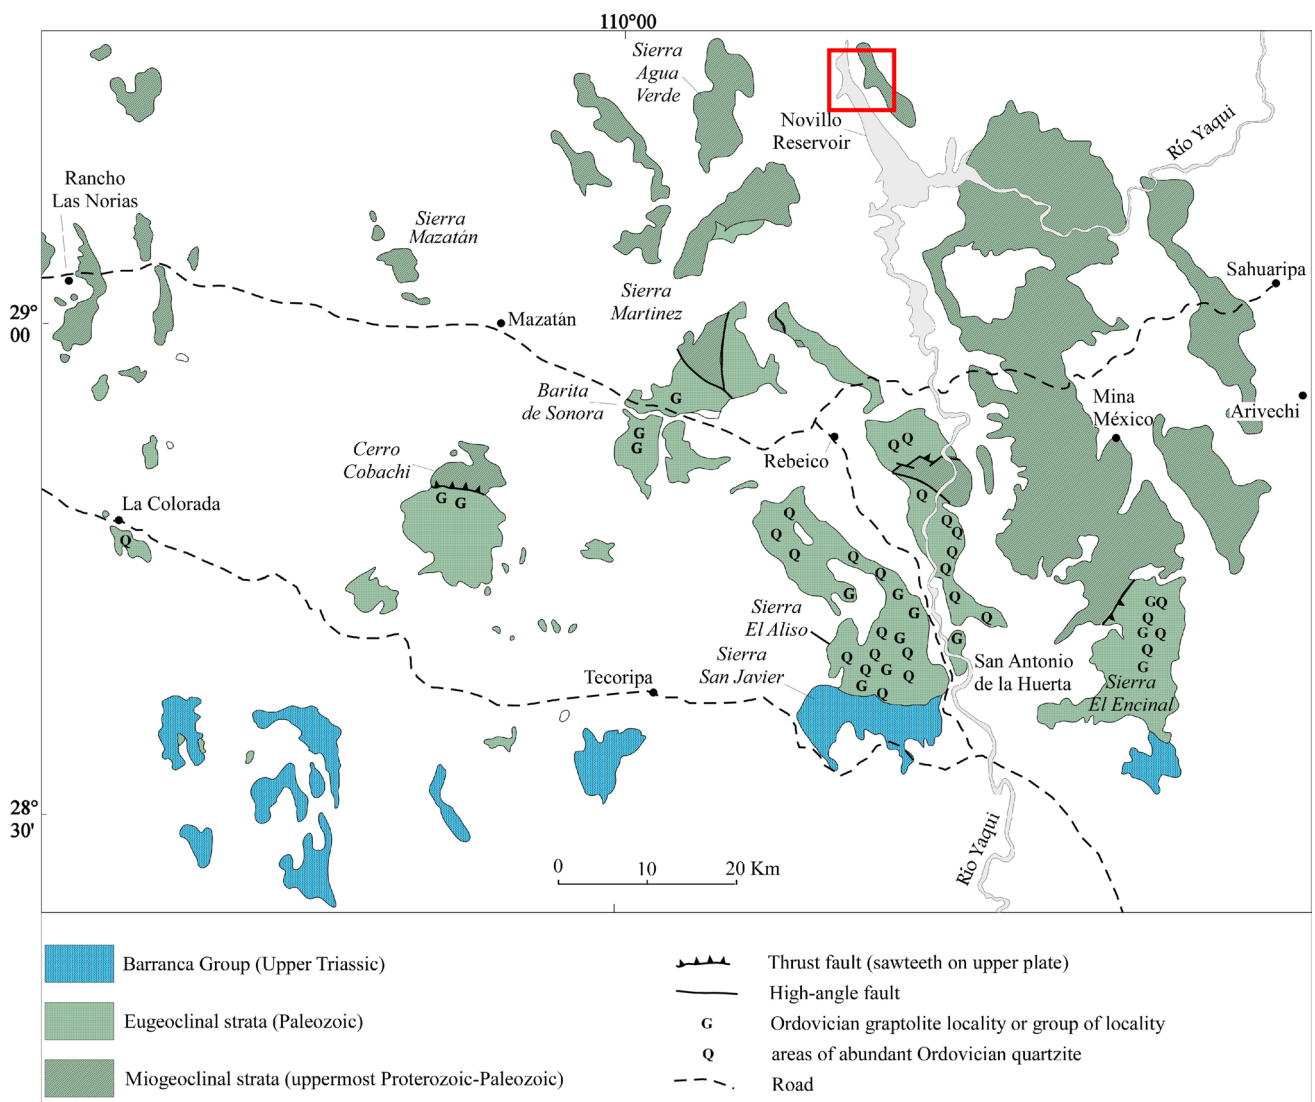 110°00
Sierra
Agua
Verde
Novillo
Reservoir
Río Yaqui
Rancho
Las Norias
Sierra
Mazatán
Sahuaripa
Sierra
Martinez
29°
00
Mazatán
Barita
de Sonora
G
Mina
México
Arivechi
G
G
Q Q
Rebeico
Cerro
Cobachi
G G
La Colorada
Q
Q
Q
Q
Q
Q
Q
Q
Q
Q
Q
Q
G
Q
Q
G
G
Q
G Q
Q
G Q
Q
G
Sierra
El Aliso
Q
G
G
Q
Q
Q
Q
G
Q
G
Q
Sierra
San Javier
San Antonio
de la Huerta
Sierra
El Encinal
Tecoripa
28°
30'
Río Yaqui
0 10 20 Km
Barranca Group (Upper Triassic)
Eugeoclinal strata (Paleozoic)
Miogeoclinal strata (uppermost Proterozoic-Paleozoic)
Thrust fault (sawteeth on upper plate)
High-angle fault
G Ordovician graptolite locality or group of locality
Q areas of abundant Ordovician quartzite
Road